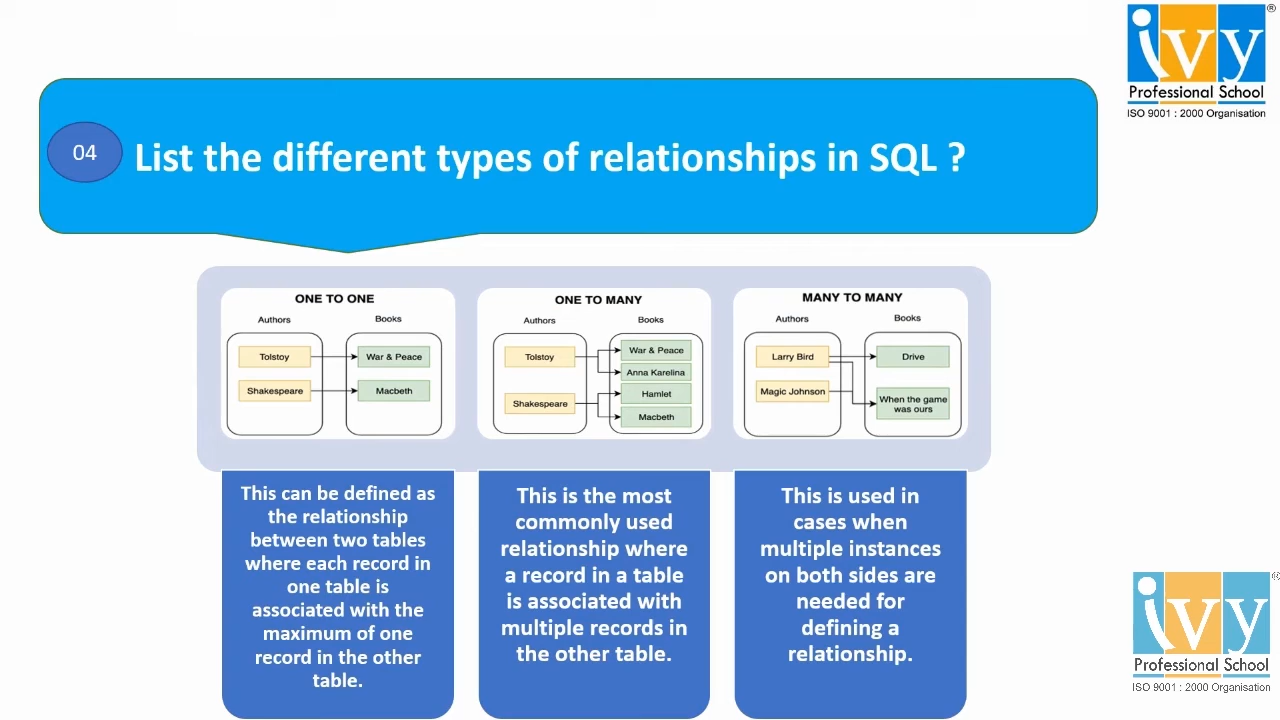 ivy
®
Professional School
ISO 9001 : 2000 Organisation
04
List the different types of relationships in SQL ?
ONE TO ONE
Authors
Books
Tolstoy
War & Peace
Shakespeare
Macbeth
ONE TO MANY
Authors
Books
Tolstoy
War & Peace
Anna Karelina
Hamlet
Shakespeare
Macbeth
MANY TO MANY
Authors
Books
Larry Bird
Drive
Magic Johnson
When the game
was ours
This can be defined as
the relationship
between two tables
where each record in
one table is
associated with the
maximum of one
record in the other
table.
This is the most
commonly used
relationship where
a record in a table
is associated with
multiple records in
the other table.
This is used in
cases when
multiple instances
on both sides are
needed for
defining a
relationship.
ivy
®
Professional School
ISO 9001 : 2000 Organisation